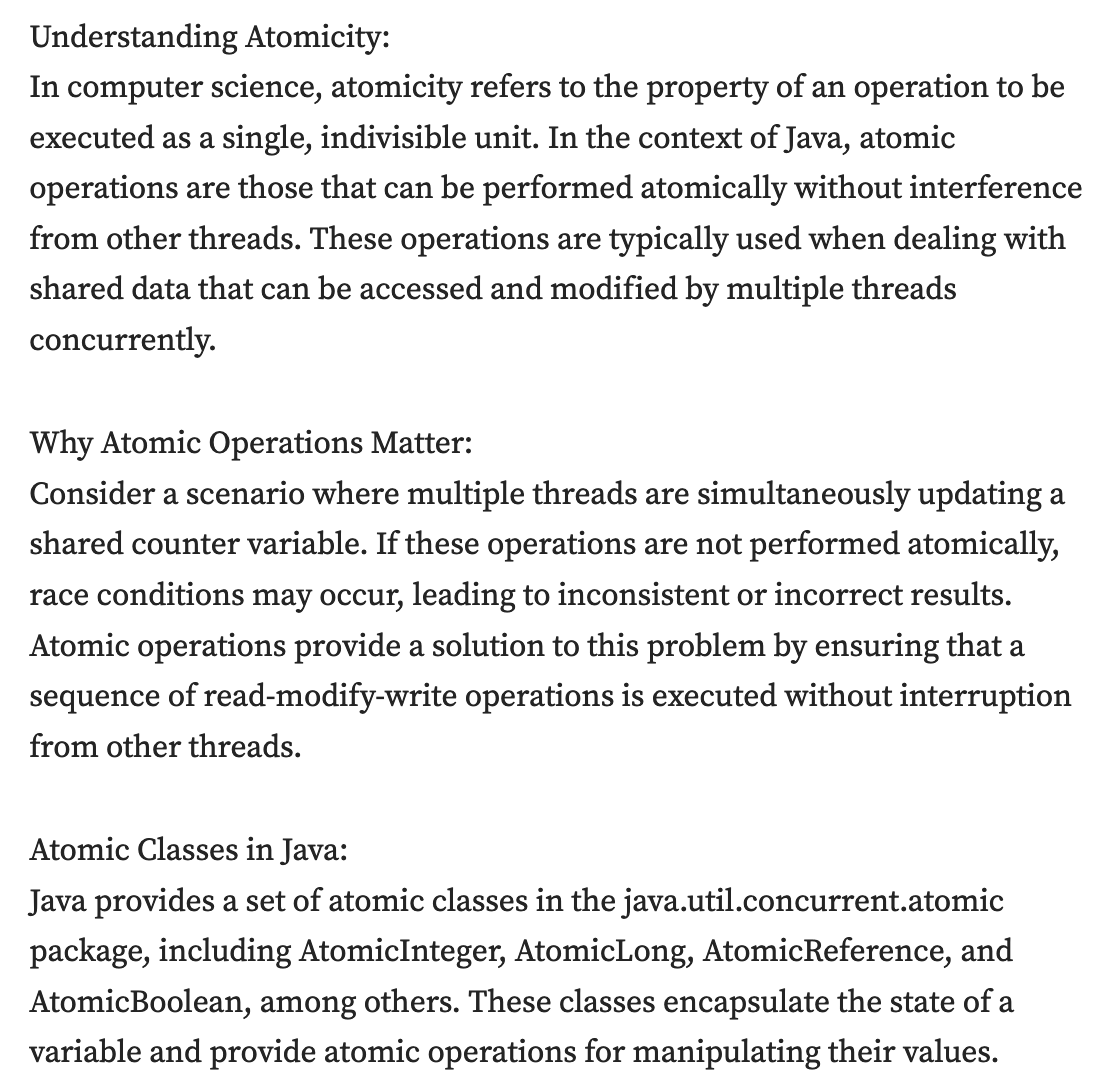 Understanding Atomicity:
In computer science, atomicity refers to the property of an operation to be
executed as a single, indivisible unit. In the context of Java, atomic
operations are those that can be performed atomically without interference
from other threads. These operations are typically used when dealing with
shared data that can be accessed and modified by multiple threads
concurrently.
Why Atomic Operations Matter:
Consider a scenario where multiple threads are simultaneously updating a
shared counter variable. If these operations are not performed atomically,
race conditions may occur, leading to inconsistent or incorrect results.
Atomic operations provide a solution to this problem by ensuring that a
sequence of read-modify-write operations is executed without interruption
from other threads.
Atomic Classes in Java:
Java provides a set of atomic classes in the java.util.concurrent.atomic
package, including AtomicInteger, AtomicLong, AtomicReference, and
AtomicBoolean, among others. These classes encapsulate the state of a
variable and provide atomic operations for manipulating their values.